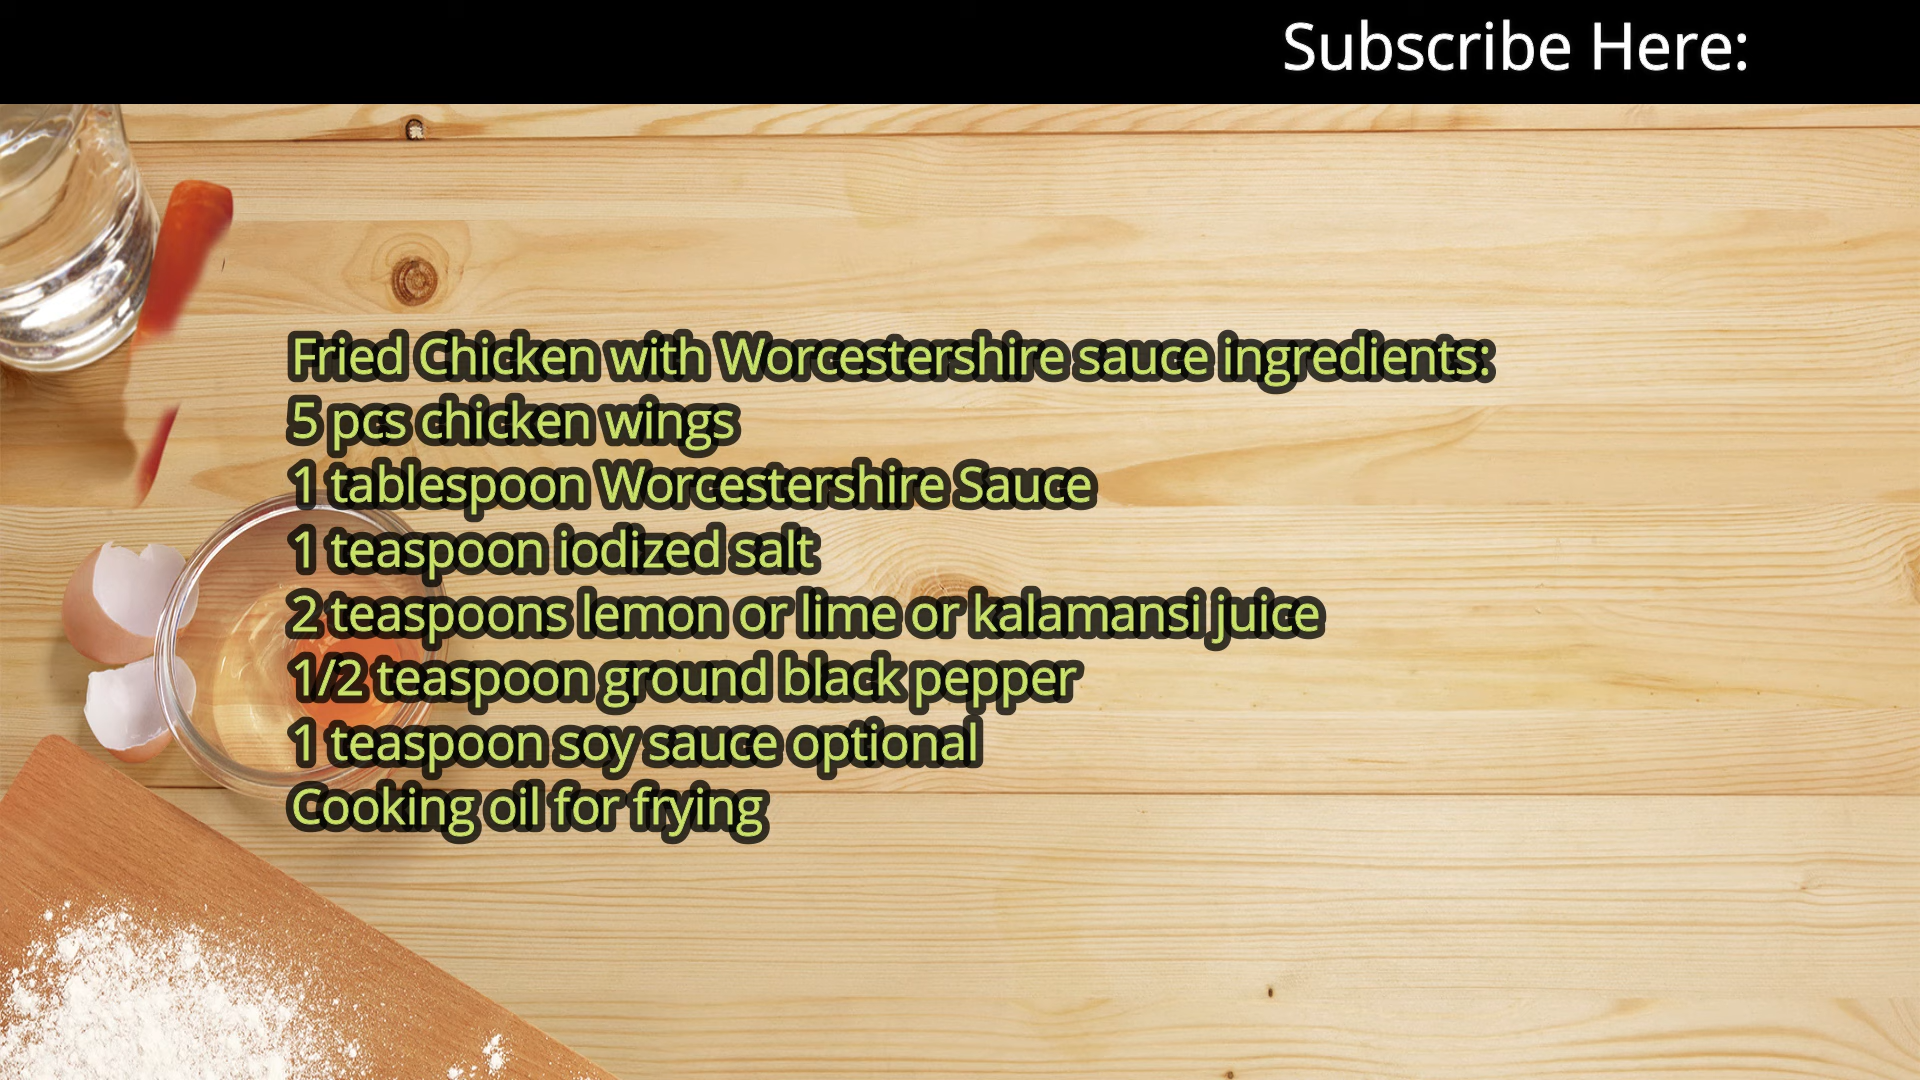 Subscribe Here:
Fried Chicken with Worcestershire sauce ingredients:
5 pcs chicken wings
1 tablespoon Worcestershire Sauce
1 teaspoon iodized salt
2 teaspoons lemon or lime or kalamansi juice
1/2 teaspoon ground black pepper
1 teaspoon soy sauce optional
Cooking oil for frying